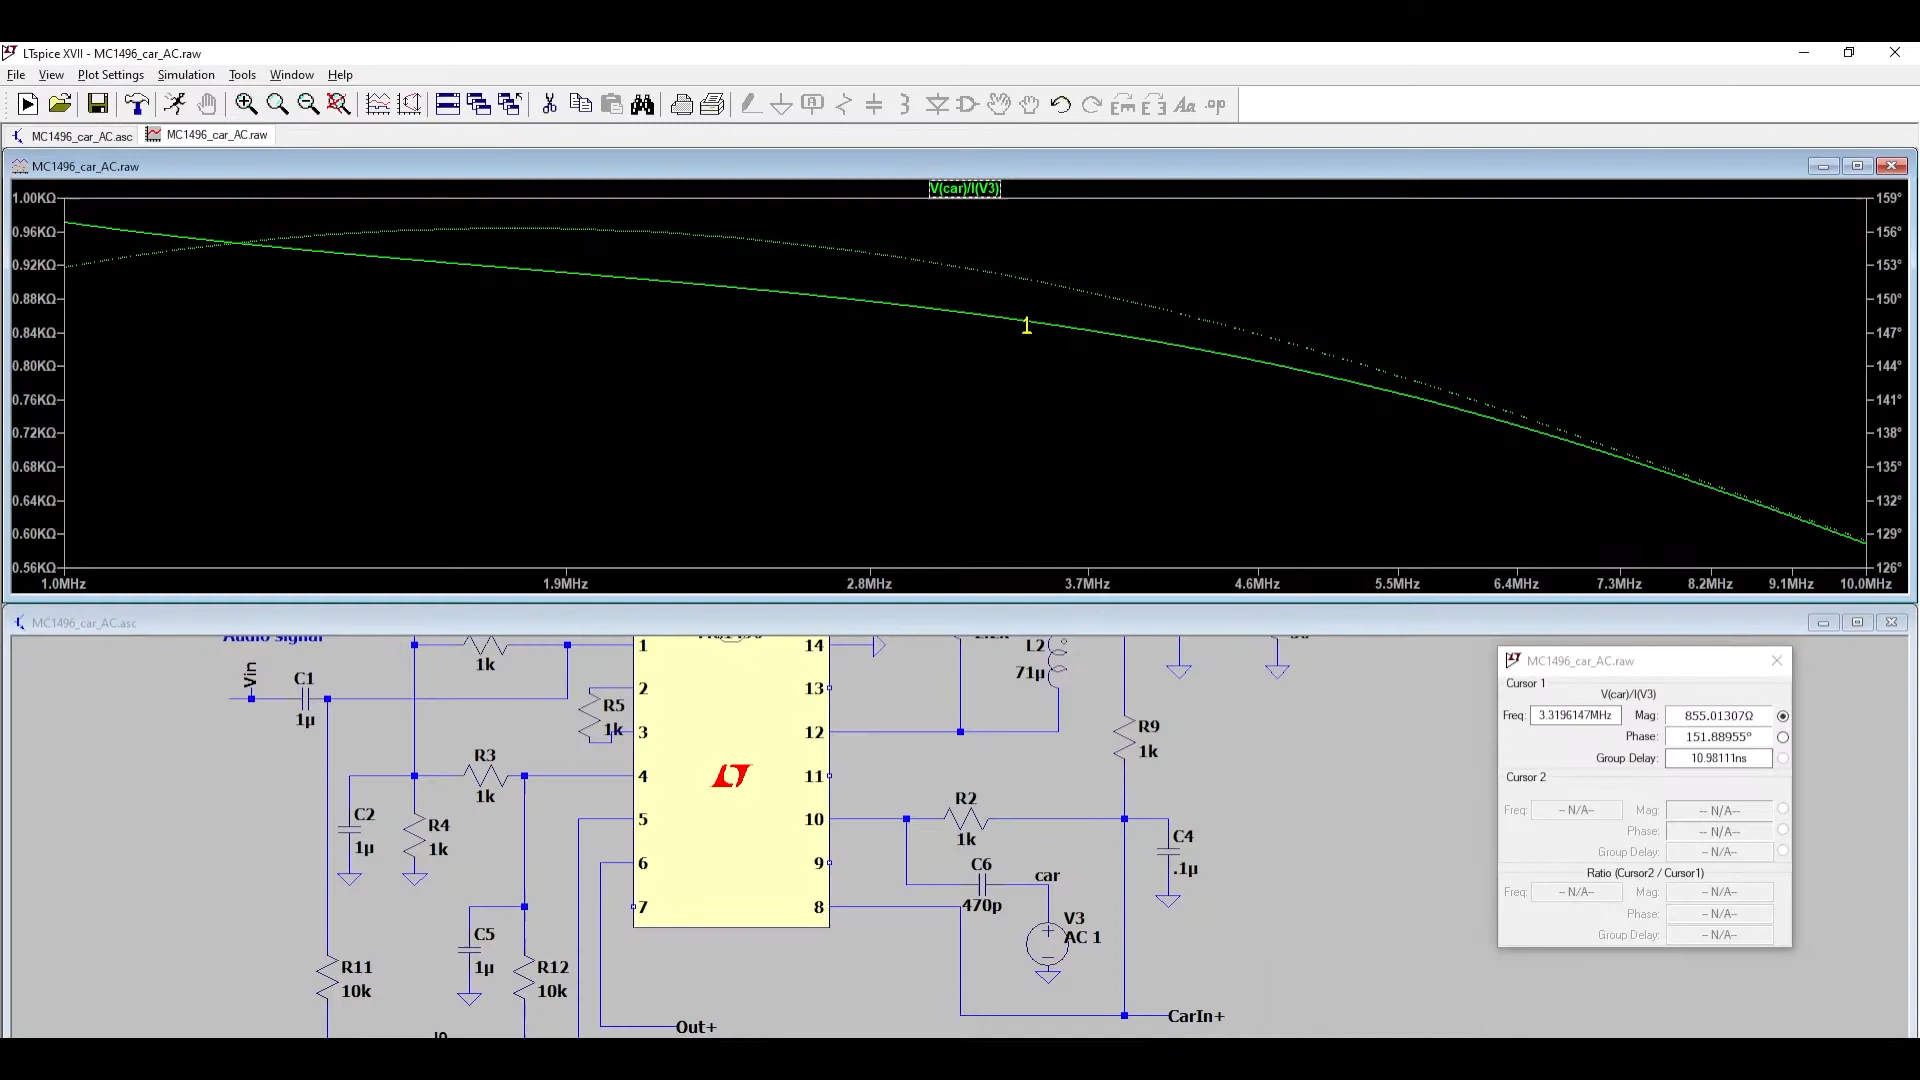 LTspice XVII - MC1496_car_AC.raw
File View Plot Settings Simulation Tools Window Help
MC1496_car_AC.asc MC1496_car_AC.raw
MC1496_car_AC.raw
V(car)/I(V3)
1.00KΩ 159°
0.96KΩ 156°
0.92KΩ 153°
0.88KΩ 150°
0.84KΩ 147°
0.80KΩ 144°
0.76KΩ 141°
0.72KΩ 138°
0.68KΩ 135°
0.64KΩ 132°
0.60KΩ 129°
0.56KΩ 126°
1
1.0MHz 1.9MHz 2.8MHz 3.7MHz 4.6MHz 5.5MHz 6.4MHz 7.3MHz 8.2MHz 9.1MHz 10.0MHz
MC1496_car_AC.asc
Audio signal
Vin
C1
1µ
1k
R5
1k
R3
1k
C2
1µ
R4
1k
C5
1µ
R11
10k
R12
10k
1 14
2 13
3 12
4 11
5 10
6 9
7 8
Out+
L2
71µ
R9
1k
R2
1k
C4
.1µ
C6
470p
car
V3
AC 1
CarIn+
MC1496_car_AC.raw
Cursor 1
V(car)/I(V3)
Freq: 3.3196147MHz Mag: 855.01307Ω
Phase: 151.88955°
Group Delay: 10.98111ns
Cursor 2
Freq: -- N/A-- Mag: -- N/A--
Phase: -- N/A--
Group Delay: -- N/A--
Ratio (Cursor2 / Cursor1)
Freq: -- N/A-- Mag: -- N/A--
Phase: -- N/A--
Group Delay: -- N/A--